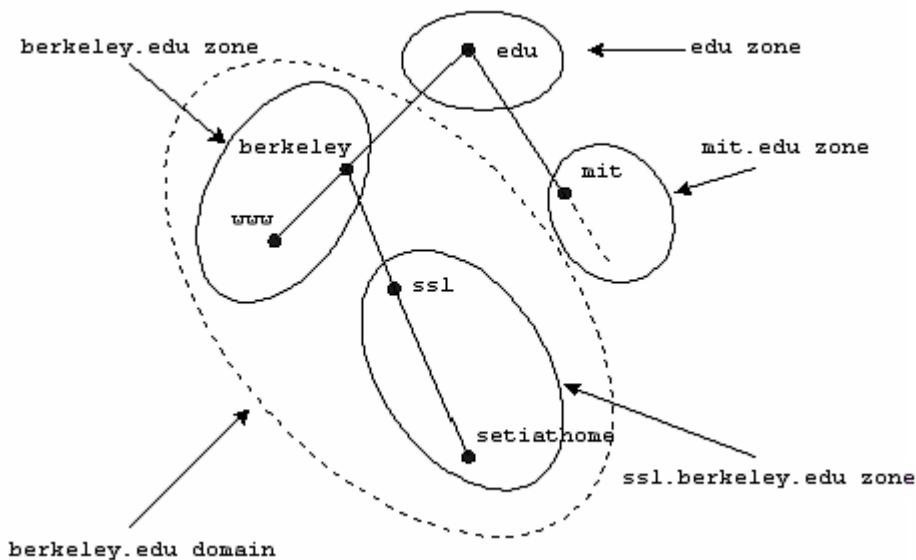 berkeley.edu zone
edu
edu zone
berkeley
mit.edu zone
mit
www
ssl
setiathome
ssl.berkeley.edu zone
berkeley.edu domain